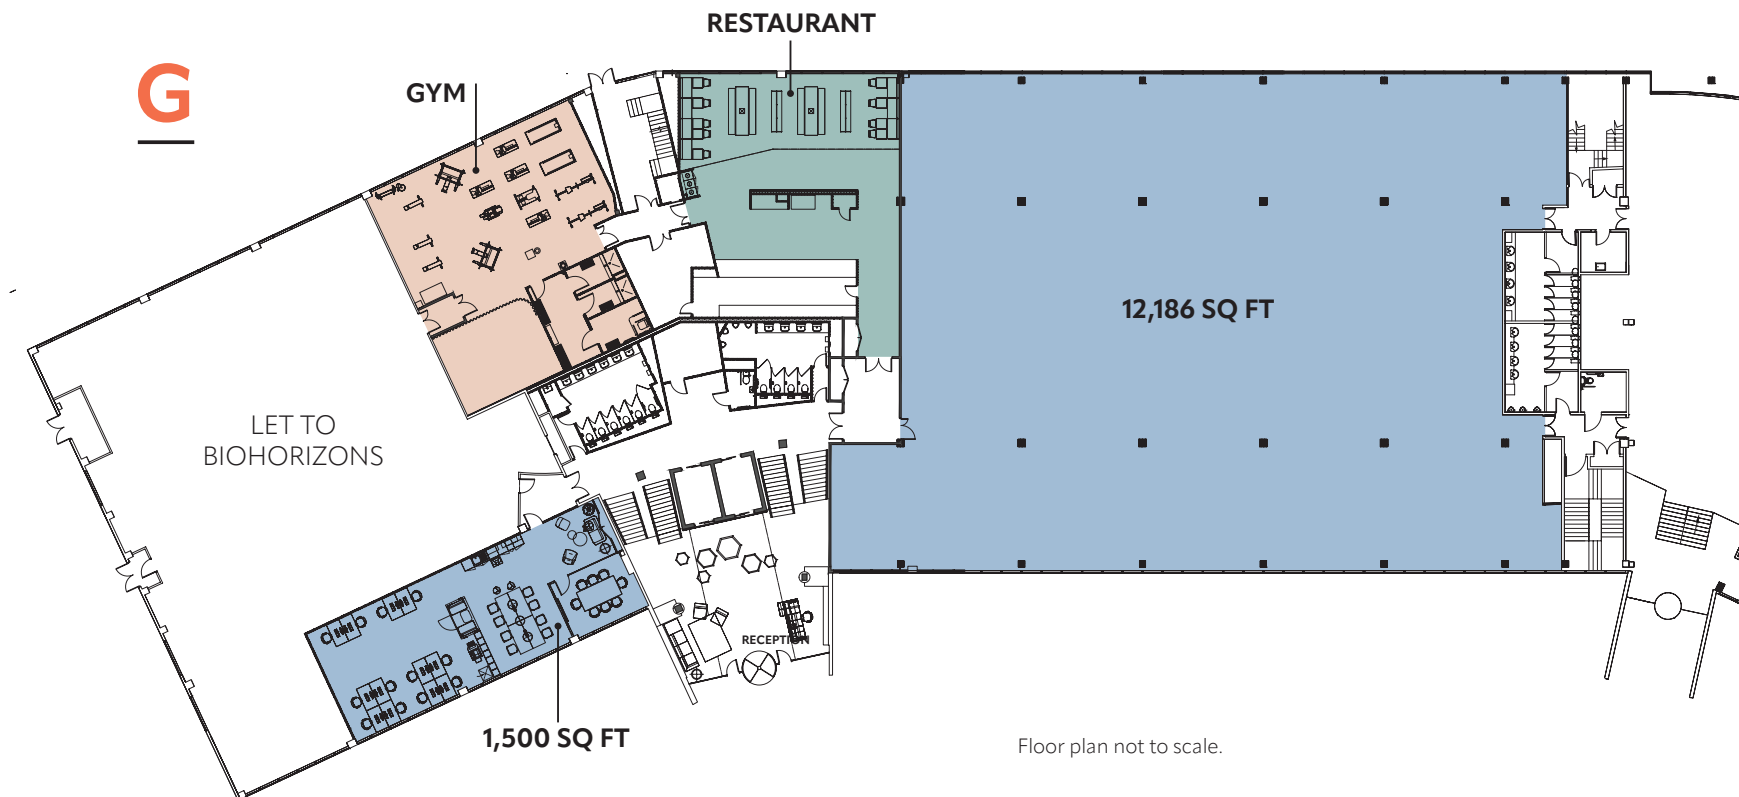 RESTAURANT
G
GYM
12,186 SQ FT
LET TO
BIOHORIZONS
RECEPTION
1,500 SQ FT
Floor plan not to scale.